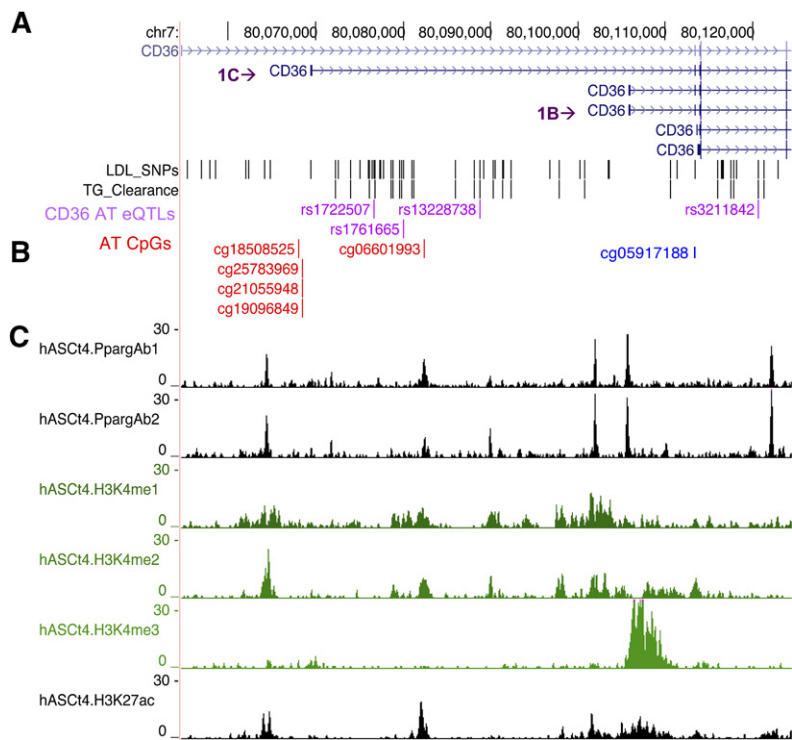 A
chr7: 80,070,000 80,080,000 80,090,000 80,100,000 80,110,000 80,120,000
CD36
1C→ CD36
CD36
1B→ CD36
CD36
CD36
LDL_SNPs
TG_Clearance
CD36 AT eQTLs rs1722507 rs13228738 rs3211842
rs1761665
AT CpGs
B cg18508525 cg06601993 cg05917188
cg25783969
cg21055948
cg19096849
C
30 -
hASCt4.PpargAb1
0 _
30 -
hASCt4.PpargAb2
0 _
30 -
hASCt4.H3K4me1
0 _
30 -
hASCt4.H3K4me2
0 _
30 -
hASCt4.H3K4me3
0 _
30 -
hASCt4.H3K27ac
0 _